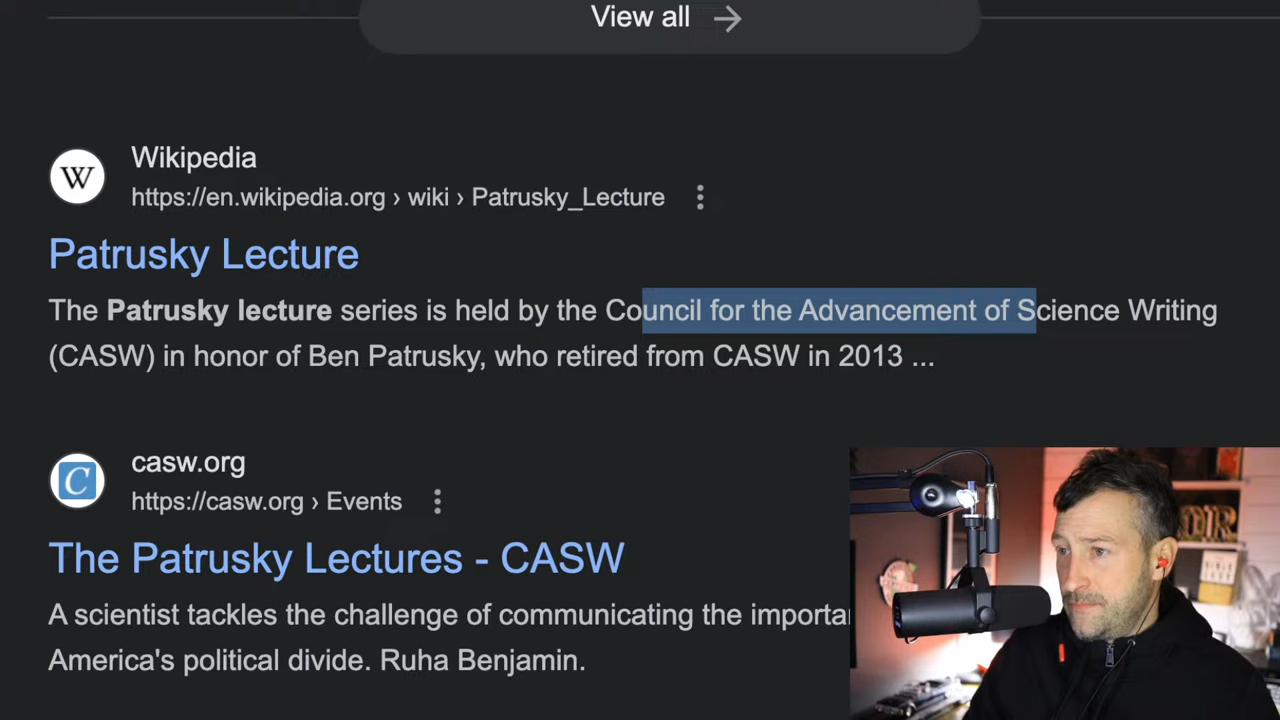 View all
Wikipedia
https://en.wikipedia.org › wiki › Patrusky_Lecture
Patrusky Lecture
The Patrusky lecture series is held by the Council for the Advancement of Science Writing
(CASW) in honor of Ben Patrusky, who retired from CASW in 2013 ...
casw.org
https://casw.org › Events
The Patrusky Lectures - CASW
A scientist tackles the challenge of communicating the
America's political divide. Ruha Benjamin.